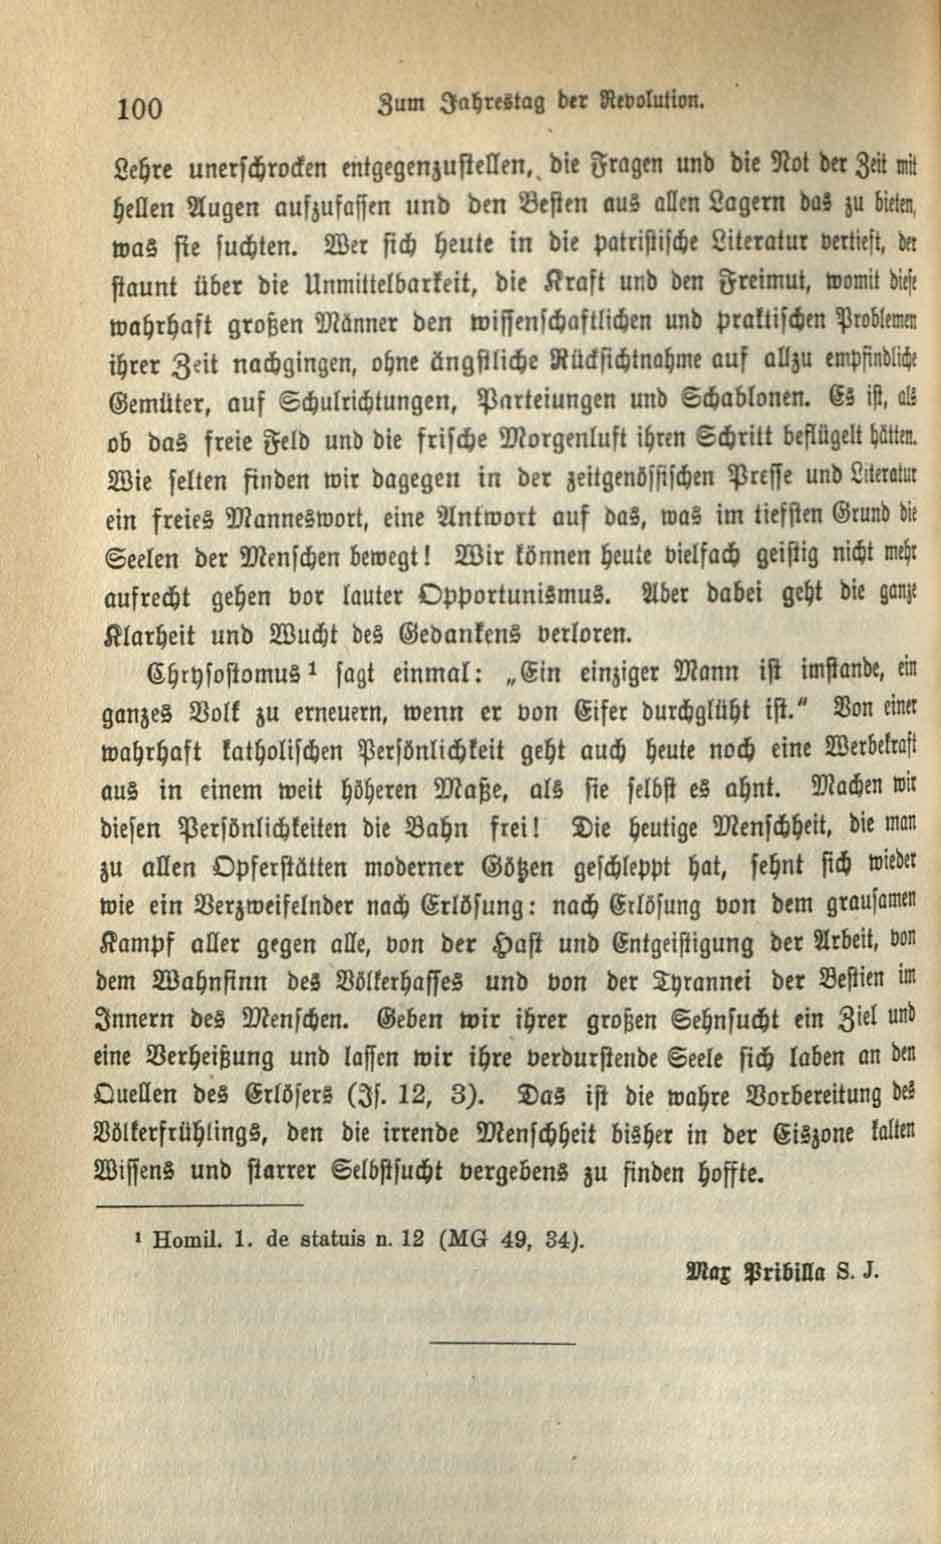 100
Zum Jahrestag der Revolution.
Lehre unerschrocken entgegenzustellen, die Fragen und die Not der Zeit mit
hellen Augen aufzufassen und den Besten aus allen Lagern das zu bieten,
was sie suchten. Wer sich heute in die patristische Literatur vertieft, der
staunt über die Unmittelbarkeit, die Kraft und den Freimut, womit diese
wahrhaft großen Männer den wissenschaftlichen und praktischen Problemen
ihrer Zeit nachgingen, ohne ängstliche Rücksichtnahme auf allzu empfindliche
Gemüter, auf Schulrichtungen, Parteiungen und Schablonen. Es ist, als
ob das freie Feld und die frische Morgenluft ihren Schritt beflügelt hätten.
Wie selten finden wir dagegen in der zeitgenössischen Presse und Literatur
ein freies Manneswort, eine Antwort auf das, was im tiefsten Grund die
Seelen der Menschen bewegt! Wir können heute vielfach geistig nicht mehr
aufrecht gehen vor lauter Opportunismus. Aber dabei geht die ganze
Klarheit und Wucht des Gedankens verloren.
Chrysostomus¹ sagt einmal: „Ein einziger Mann ist imstande, ein
ganzes Volk zu erneuern, wenn er von Eifer durchglüht ist.“ Von einer
wahrhaft katholischen Persönlichkeit geht auch heute noch eine Werbekraft
aus in einem weit höheren Maße, als sie selbst es ahnt. Machen wir
diesen Persönlichkeiten die Bahn frei! Die heutige Menschheit, die man
zu allen Opferstätten moderner Götzen geschleppt hat, sehnt sich wieder
wie ein Verzweifelnder nach Erlösung: nach Erlösung von dem grausamen
Kampf aller gegen alle, von der Hast und Entgeistigung der Arbeit, von
dem Wahnsinn des Völkerhasses und von der Tyrannei der Bestien im
Innern des Menschen. Geben wir ihrer großen Sehnsucht ein Ziel und
eine Verheißung und lassen wir ihre verdurstende Seele sich laben an den
Quellen des Erlösers (Is. 12, 3). Das ist die wahre Vorbereitung des
Völkerfrühlings, den die irrende Menschheit bisher in der Eiszone kalten
Wissens und starrer Selbstsucht vergebens zu finden hoffte.
¹ Homil. 1. de statuis n. 12 (MG 49, 34).
Max Pribilla S. J.